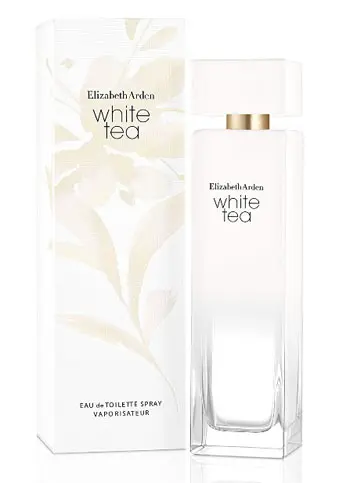 Elizabeth Arden
white
tea
EAU de TOILETTE SPRAY
VAPORISATEUR
Elizabeth Arden
white
tea